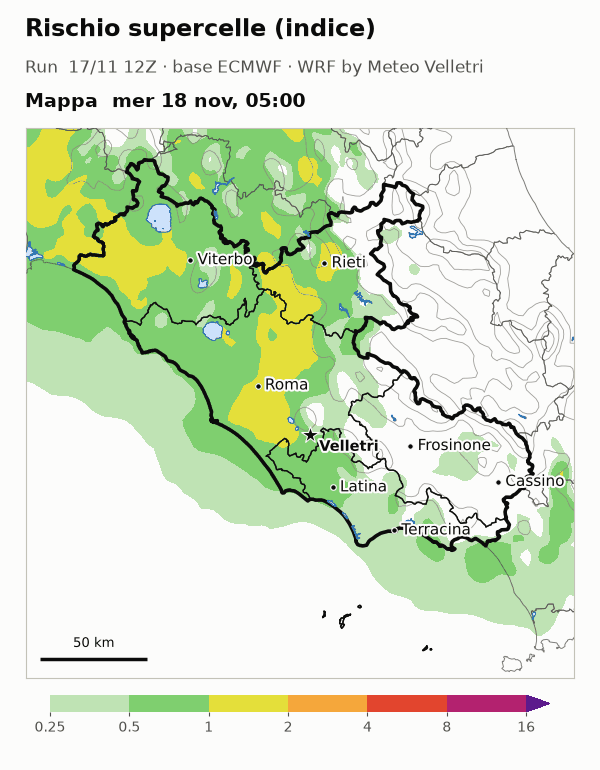 Rischio supercelle (indice)
Run 17/11 12Z · base ECMWF · WRF by Meteo Velletri
Mappa mer 18 nov, 05:00
Viterbo
Rieti
Roma
Velletri
Frosinone
Latina
Cassino
Terracina
50 km
0.25 0.5 1 2 4 8 16